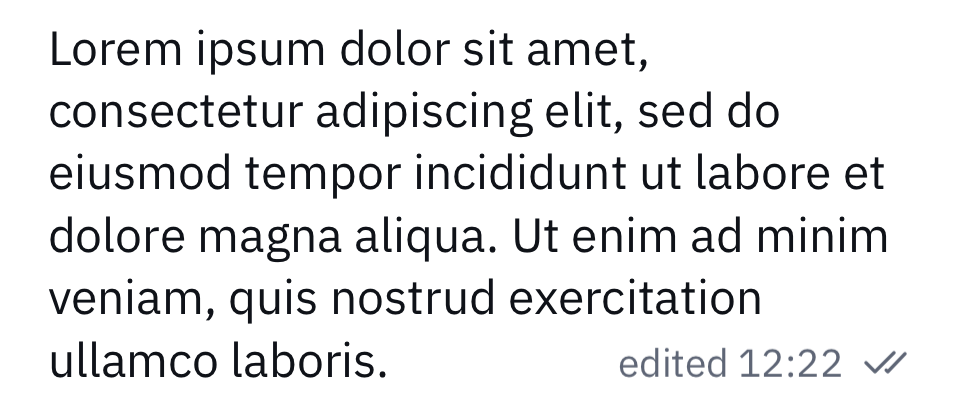 Lorem ipsum dolor sit amet,
consectetur adipiscing elit, sed do
eiusmod tempor incididunt ut labore et
dolore magna aliqua. Ut enim ad minim
veniam, quis nostrud exercitation
ullamco laboris. edited 12:22